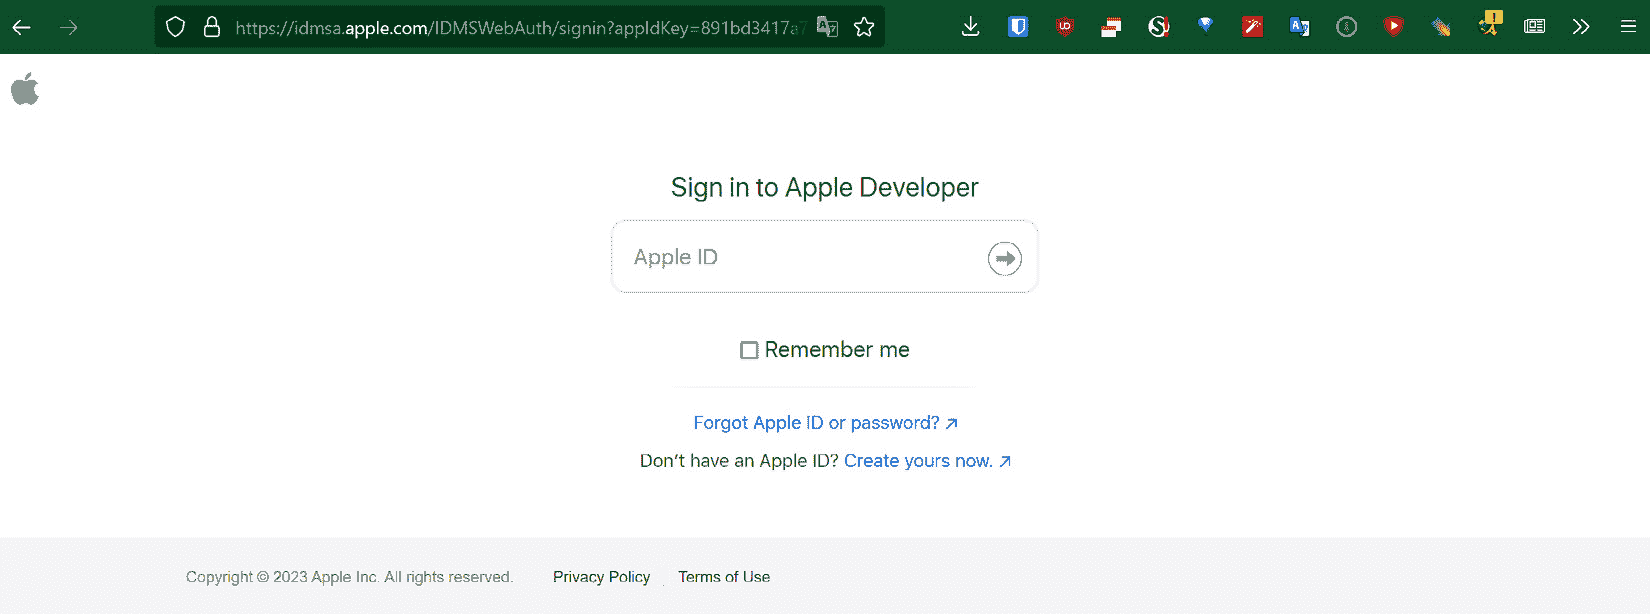 https://idmsa.apple.com/IDMSWebAuth/signin?appIdKey=891bd3417a7
Sign in to Apple Developer
Apple ID
Remember me
Forgot Apple ID or password? ↗
Don't have an Apple ID? Create yours now. ↗
Copyright © 2023 Apple Inc. All rights reserved. Privacy Policy Terms of Use